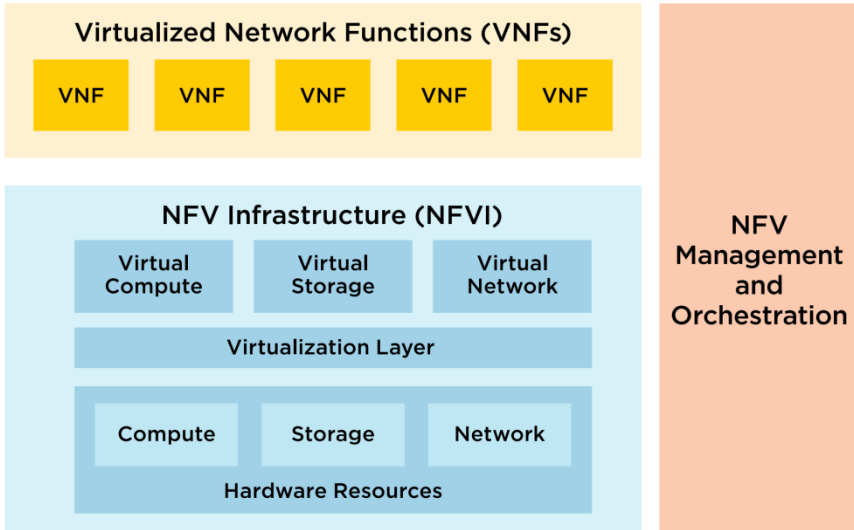 Virtualized Network Functions (VNFs)
VNF
VNF
VNF
VNF
VNF
NFV Infrastructure (NFVI)
Virtual
Compute
Virtual
Storage
Virtual
Network
Virtualization Layer
Compute
Storage
Network
Hardware Resources
NFV
Management
and
Orchestration